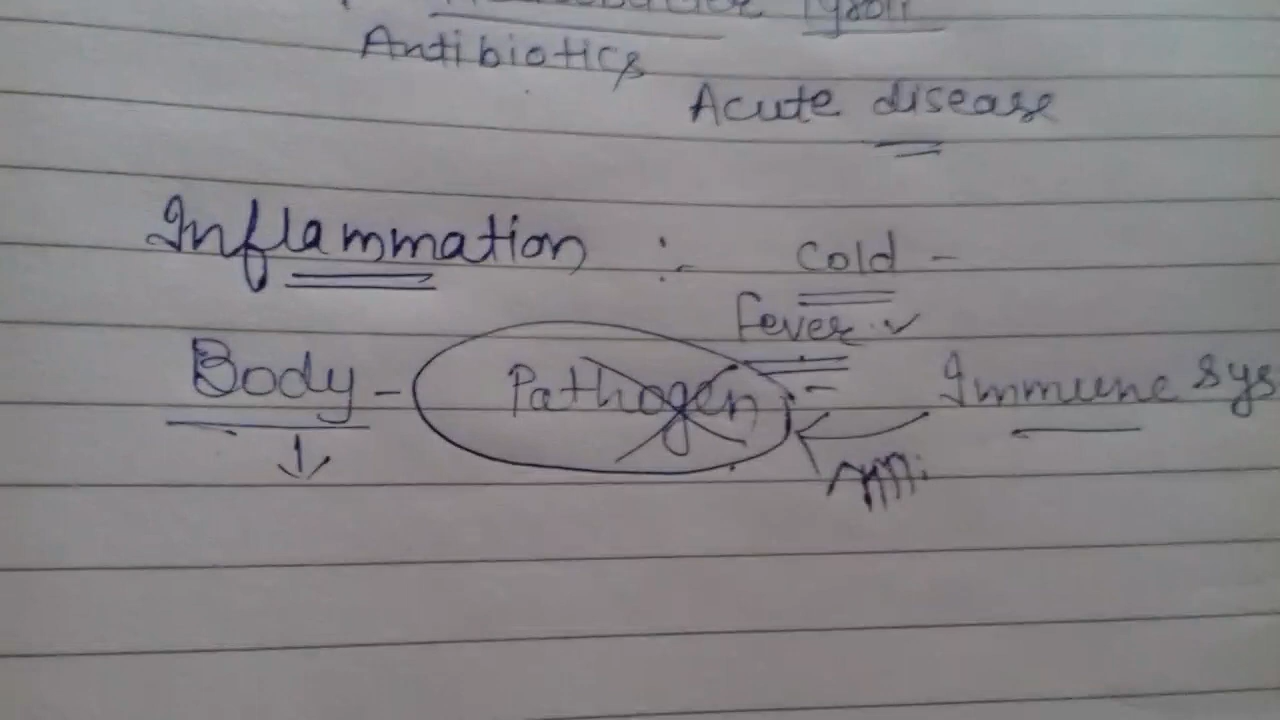 Antibiotics
Acute disease
Inflammation :- Cold -
Fever
Body - Pathogen Immune Sys